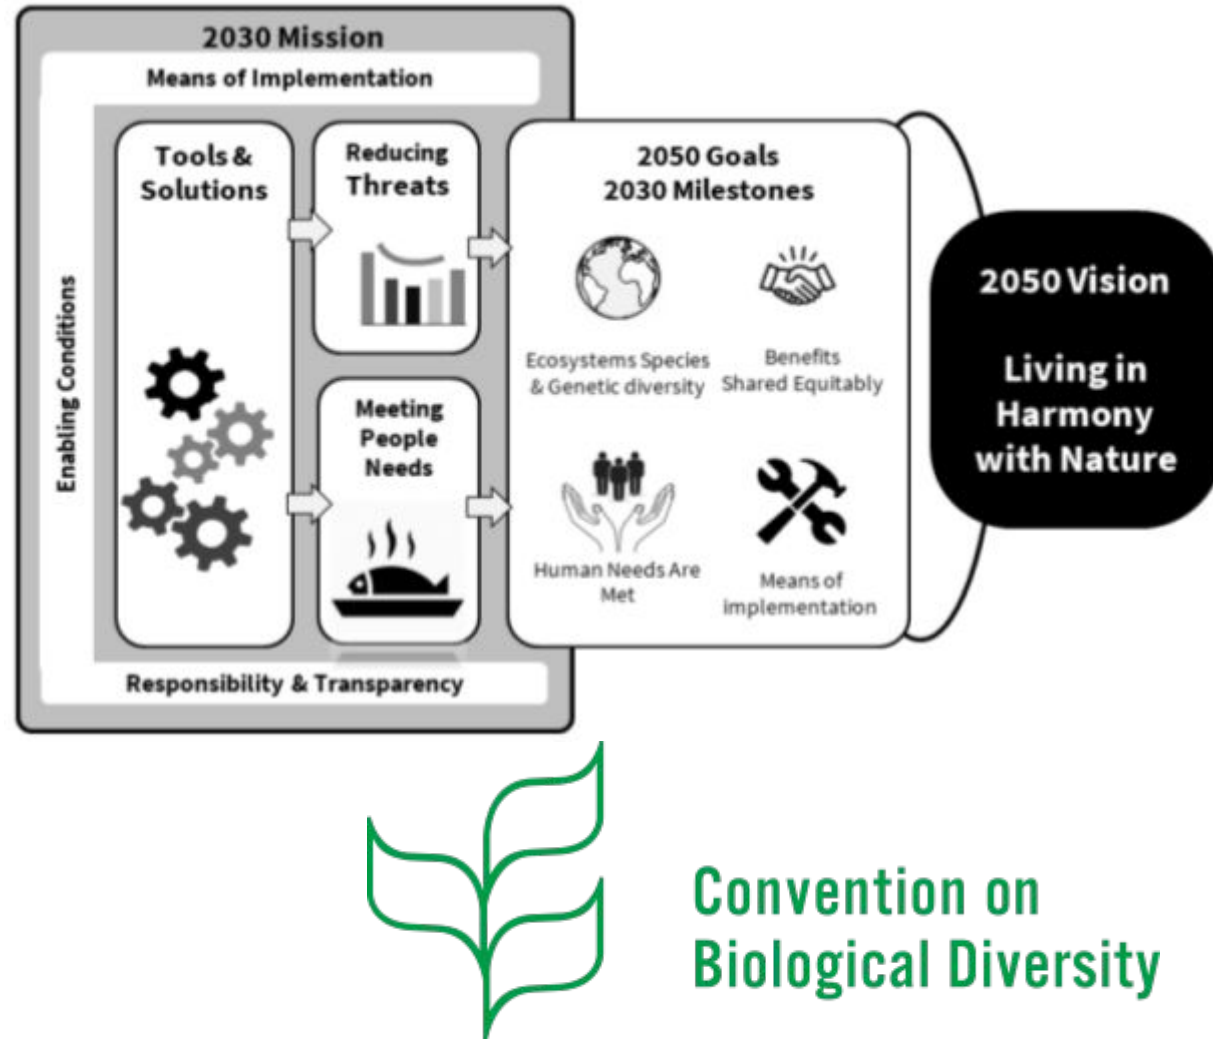 2030 Mission
Means of Implementation
Enabling Conditions
Tools &
Solutions
Reducing
Threats
Meeting
People
Needs
2050 Goals
2030 Milestones
Ecosystems Species
& Genetic diversity
Benefits
Shared Equitably
Human Needs Are
Met
Means of
implementation
2050 Vision
Living in
Harmony
with Nature
Responsibility & Transparency
Convention on
Biological Diversity